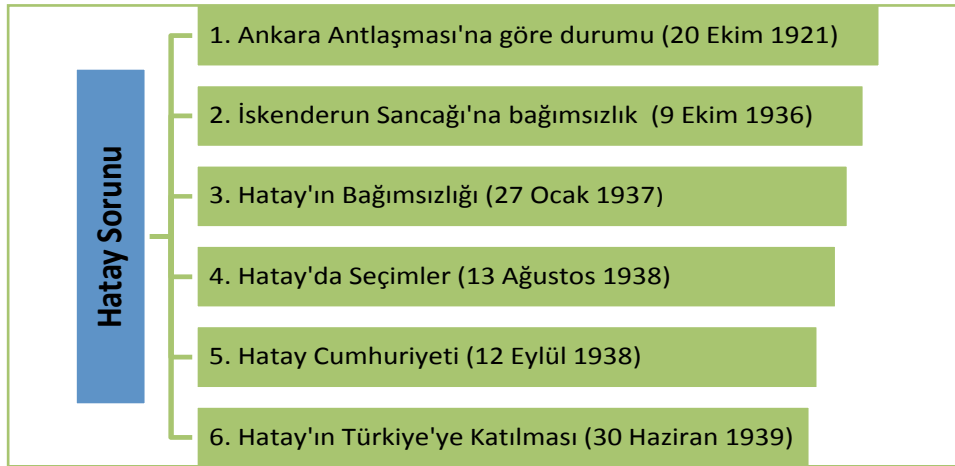 Hatay Sorunu
1. Ankara Antlaşması'na göre durumu (20 Ekim 1921)
2. İskenderun Sancağı'na bağımsızlık (9 Ekim 1936)
3. Hatay'ın Bağımsızlığı (27 Ocak 1937)
4. Hatay'da Seçimler (13 Ağustos 1938)
5. Hatay Cumhuriyeti (12 Eylül 1938)
6. Hatay'ın Türkiye'ye Katılması (30 Haziran 1939)